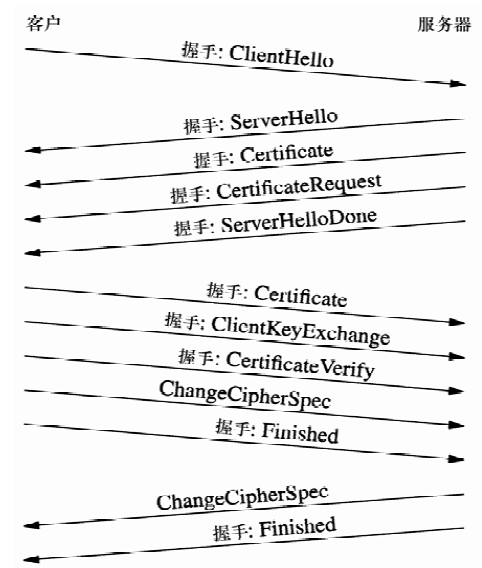 客户 服务器
握手: ClientHello
握手: ServerHello
握手: Certificate
握手: CertificateRequest
握手: ServerHelloDone
握手: Certificate
握手: ClientKeyExchange
握手: CertificateVerify
ChangeCipherSpec
握手: Finished
ChangeCipherSpec
握手: Finished